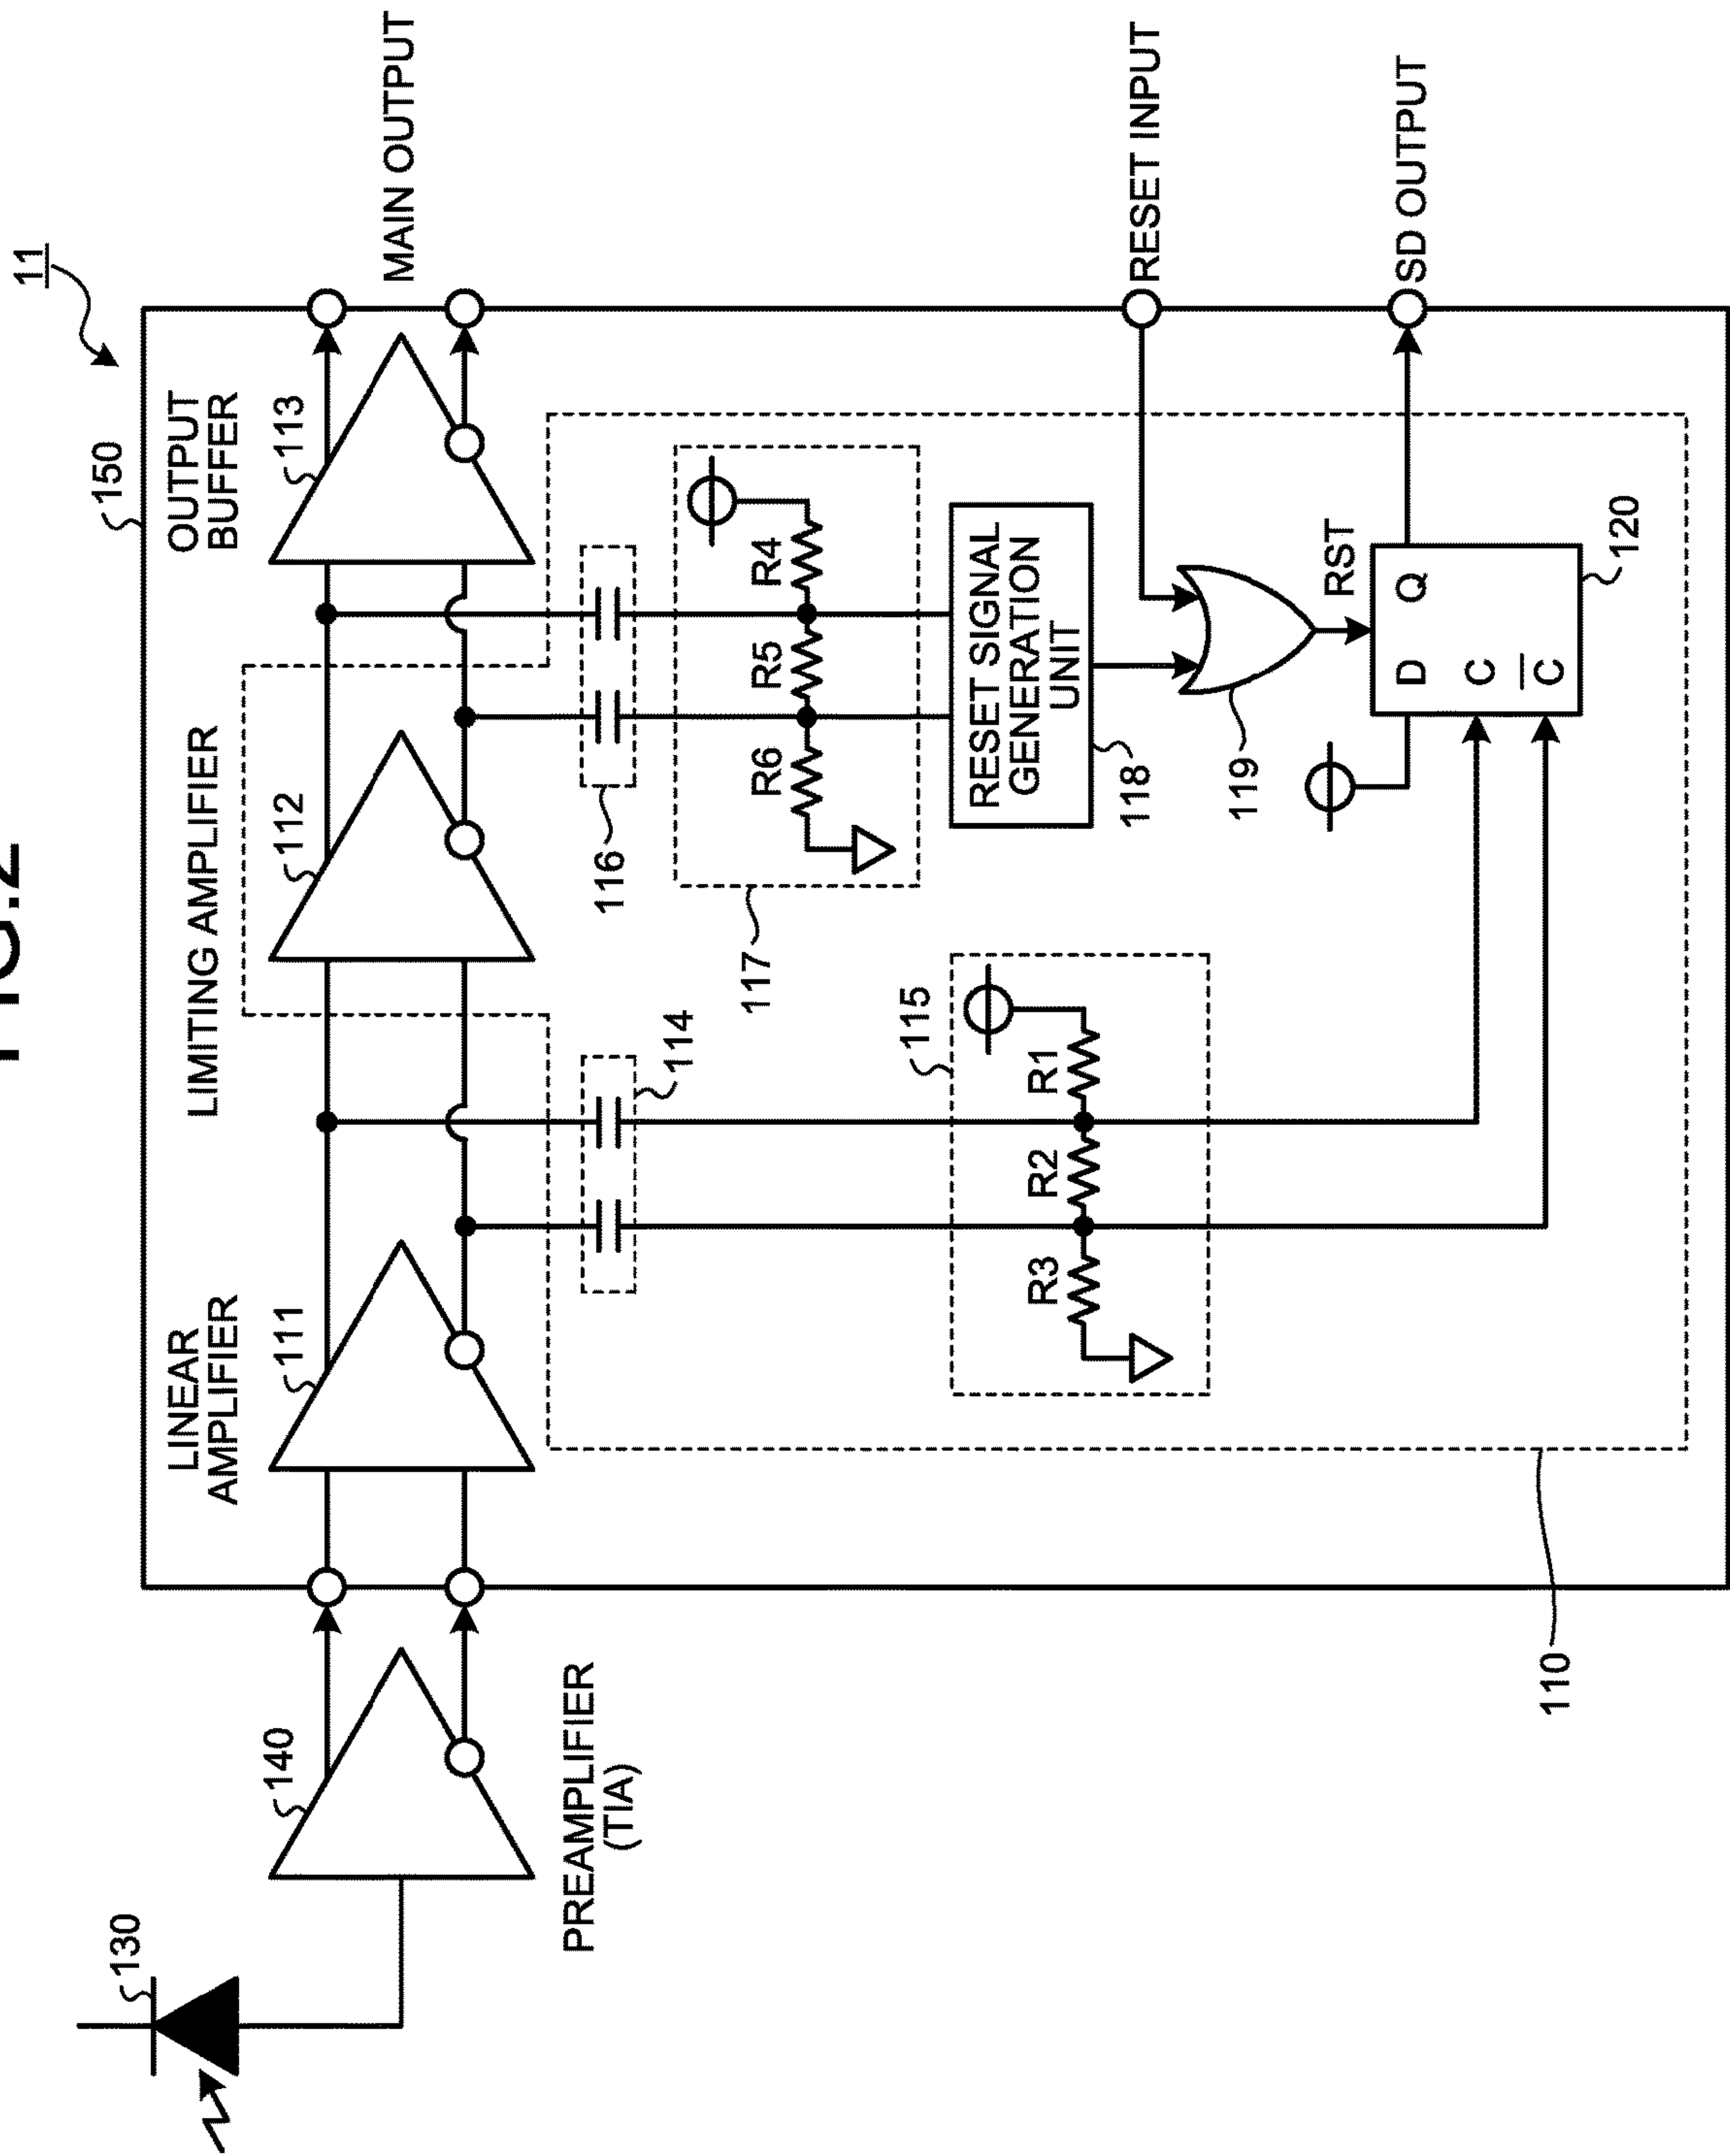 FIG.2
11
150
LINEAR
AMPLIFIER
111
LIMITING AMPLIFIER
112
OUTPUT
BUFFER
113
MAIN OUTPUT
130
140
PREAMPLIFIER
(TIA)
114
116
115
R3
R2
R1
117
R6
R5
R4
RESET SIGNAL
GENERATION
UNIT
118
RESET INPUT
119
RST
D
Q
C
C̅
120
SD OUTPUT
110